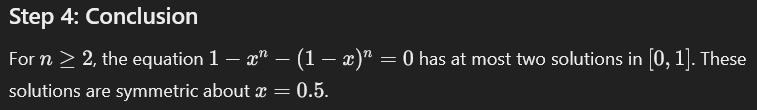 Step 4: Conclusion
For n ≥ 2, the equation 1 − xⁿ − (1 − x)ⁿ = 0 has at most two solutions in [0, 1]. These
solutions are symmetric about x = 0.5.